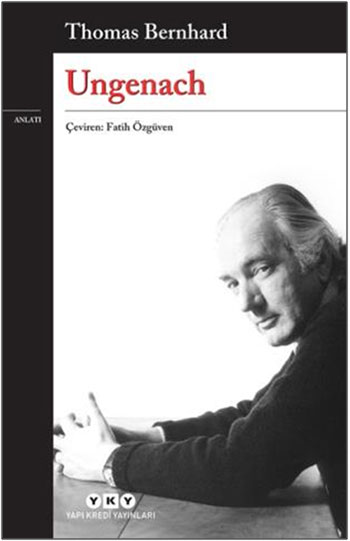 Thomas Bernhard
Ungenach
ANLATI
Çeviren: Fatih Özgüven
YKY
YAPI KREDİ YAYINLARI